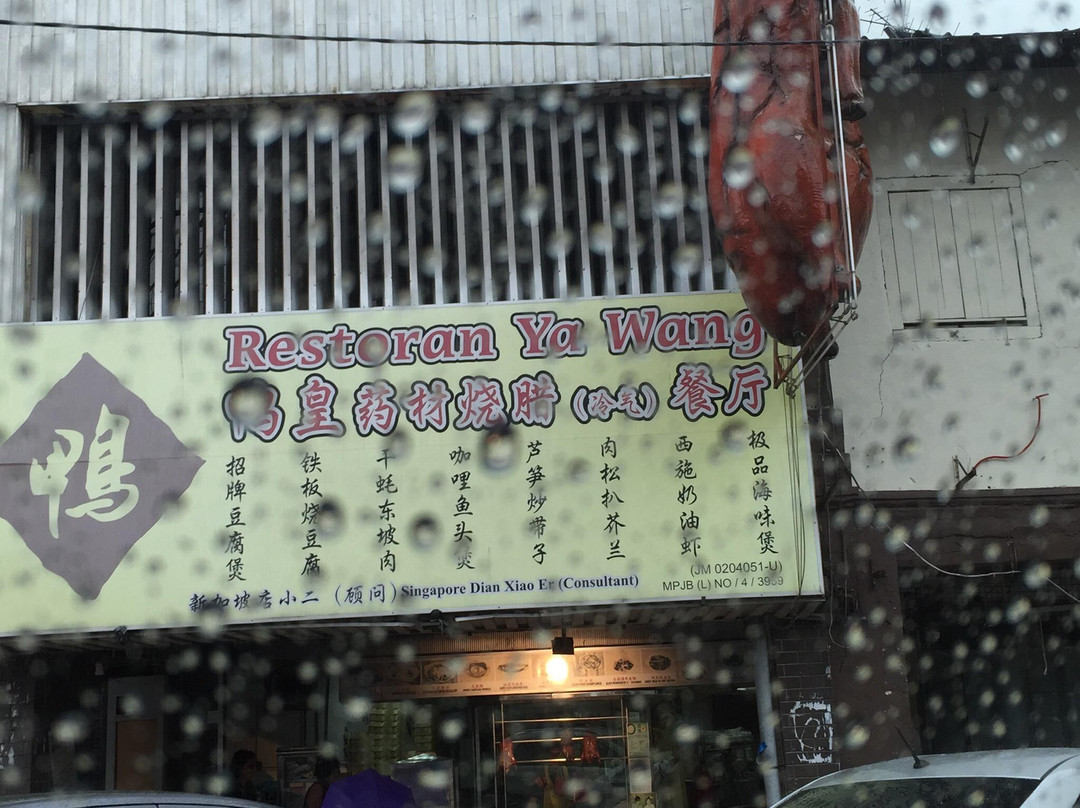 Restoran Ya Wang
鸭皇药材烧腊(冷气)餐厅
鸭
招牌豆腐煲
铁板烧豆腐
干蚝东坡肉
咖哩鱼头煲
芦笋炒带子
肉松扒芥兰
西施奶油虾
极品海味煲
(JM 0204051-U)
新加坡店小二 (顾问) Singapore Dian Xiao Er (Consultant)
MPJB (L) NO / 4 / 3959